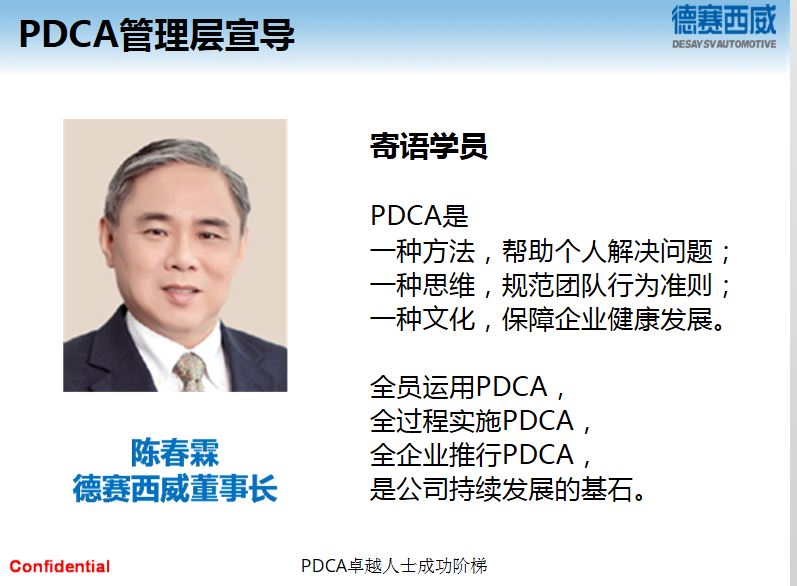 PDCA管理层宣导
德赛西威
DESAY SV AUTOMOTIVE
寄语学员
PDCA是
一种方法，帮助个人解决问题；
一种思维，规范团队行为准则；
一种文化，保障企业健康发展。
全员运用PDCA，
全过程实施PDCA，
全企业推行PDCA，
是公司持续发展的基石。
陈春霖
德赛西威董事长
Confidential
PDCA卓越人士成功阶梯